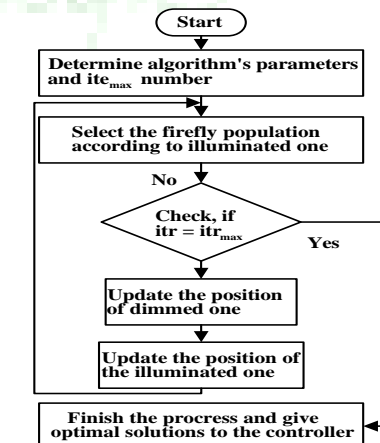 Start
Determine algorithm's parameters
and ite_max number
Select the firefly population
according to illuminated one
No
Check, if
itr = itr_max
Yes
Update the position
of dimmed one
Update the position of
the illuminated one
Finish the procress and give
optimal solutions to the controller